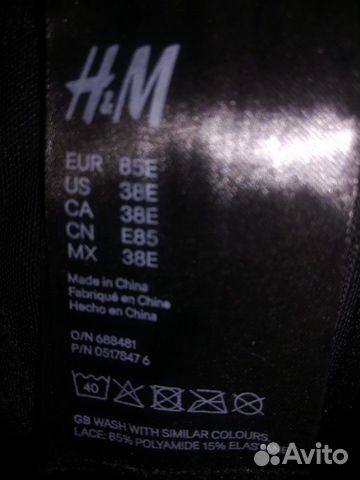 H&M
EUR 85E
US 38E
CA 38E
CN E85
MX 38E
Made in China
Fabriqué en Chine
Hecho en China
O/N 688481
P/N 0517847 6
40
GB WASH WITH SIMILAR COLOURS.
LACE: 85% POLYAMIDE 15%
Avito